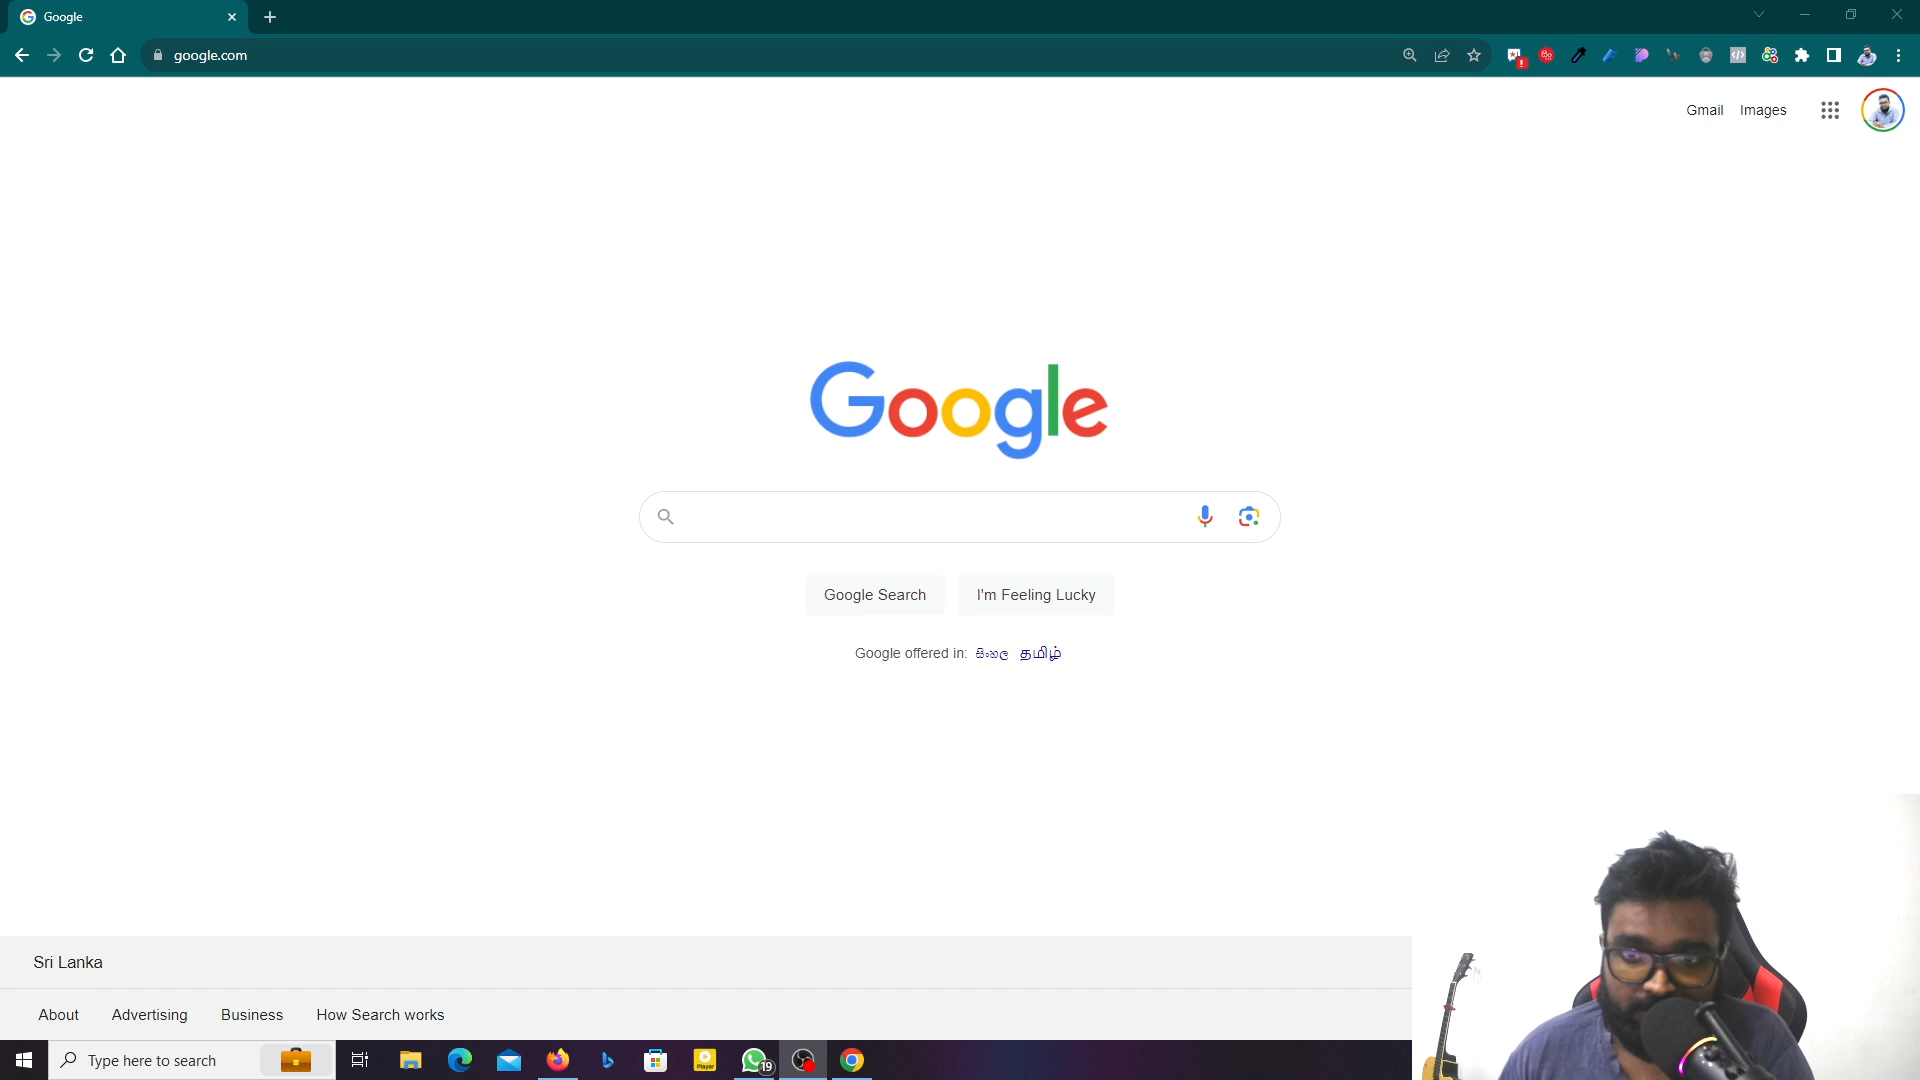 Google
google.com
Gmail Images
Google
Google Search I'm Feeling Lucky
Google offered in: සිංහල தமிழ்
Sri Lanka
About Advertising Business How Search works
Type here to search
Player
19